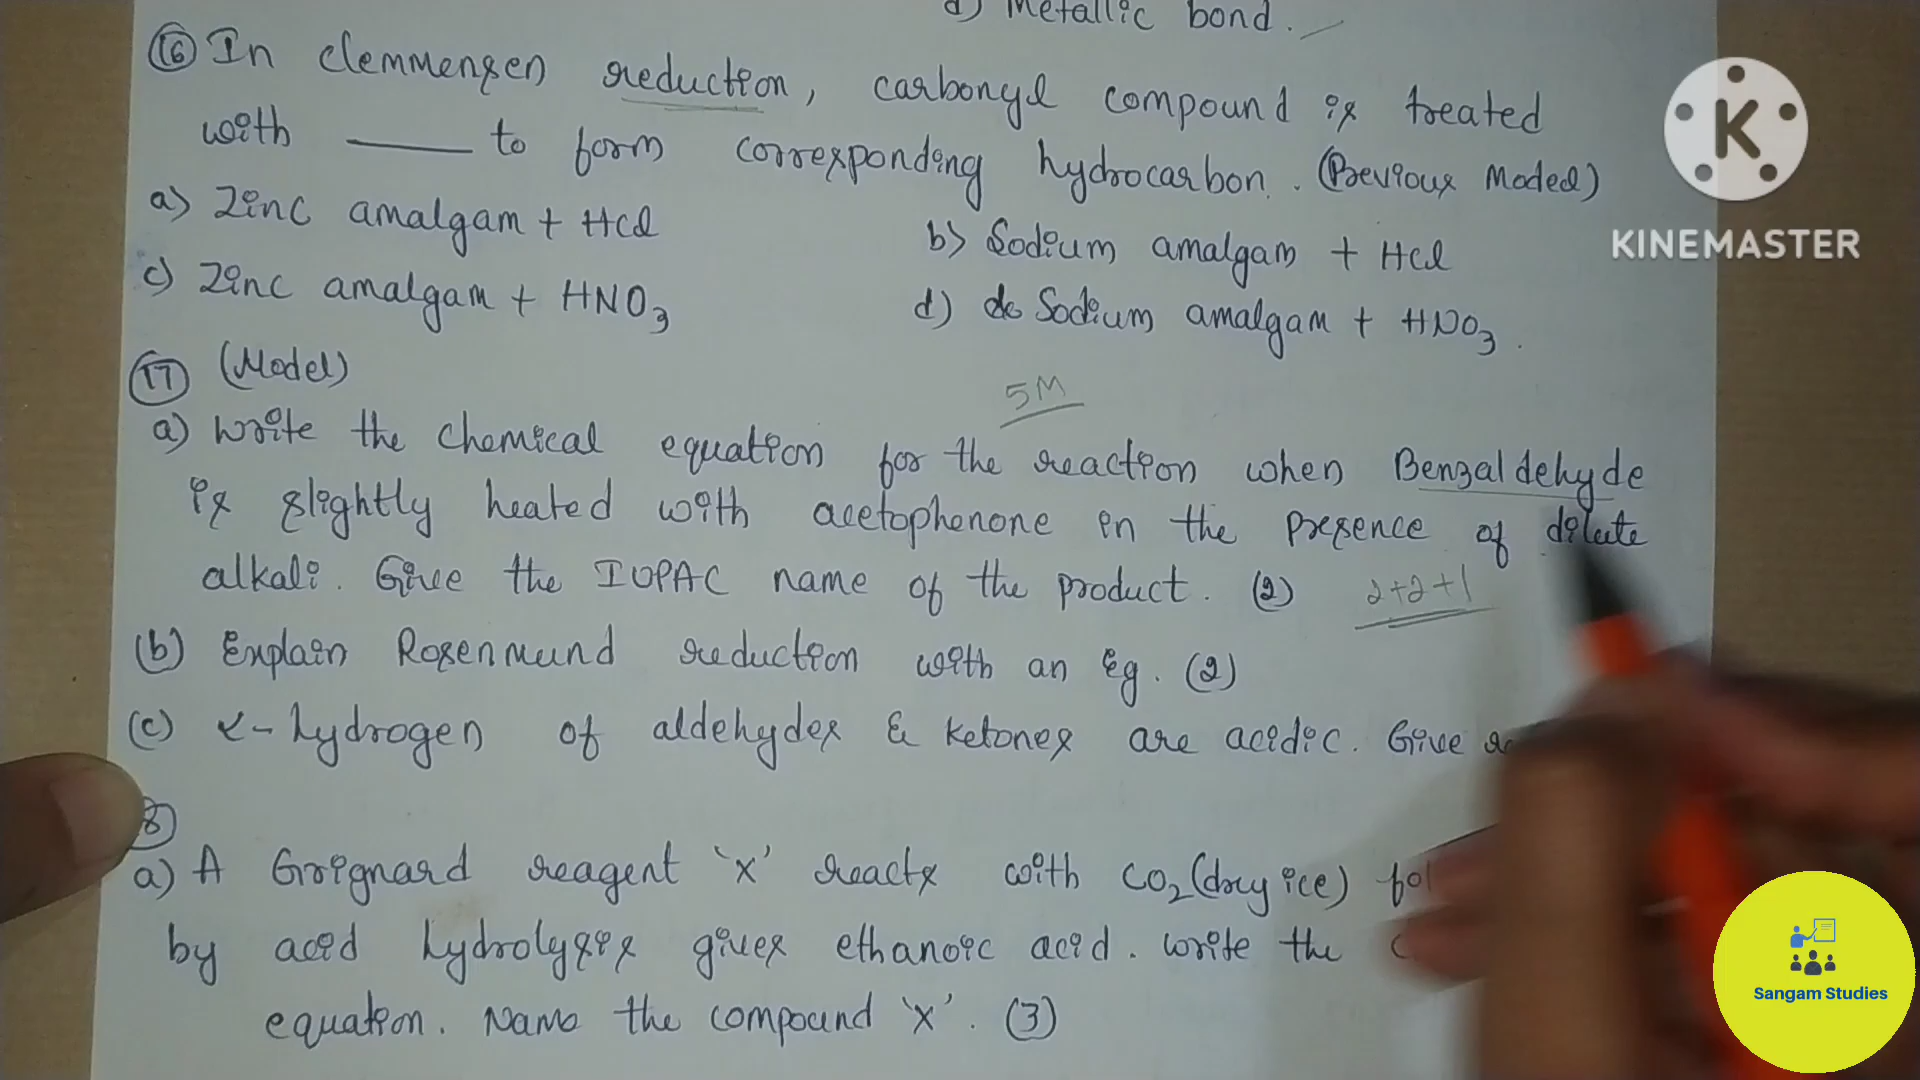 d) Metallic bond.
(16) In clemmensen reduction, carbonyl compound is treated
with ____ to form corresponding hydrocarbon. (Previous Model)
a) Zinc amalgam + HCl
b) Sodium amalgam + HCl
c) Zinc amalgam + HNO3
d) Sodium amalgam + HNO3.
(17) (Model)
5M
a) Write the chemical equation for the reaction when Benzaldehyde
is slightly heated with acetophenone in the presence of dilute
alkali. Give the IUPAC name of the product. (2)
2+2+1
(b) Explain Rosenmund reduction with an Eg. (2)
(c) α-hydrogen of aldehydes & ketones are acidic. Give
8
a) A Grignard reagent 'x' reacts with CO2 (dry ice)
by acid hydrolysis gives ethanoic acid. write the
equation. Name the compound 'x'. (3)
K
KINEMASTER
Sangam Studies